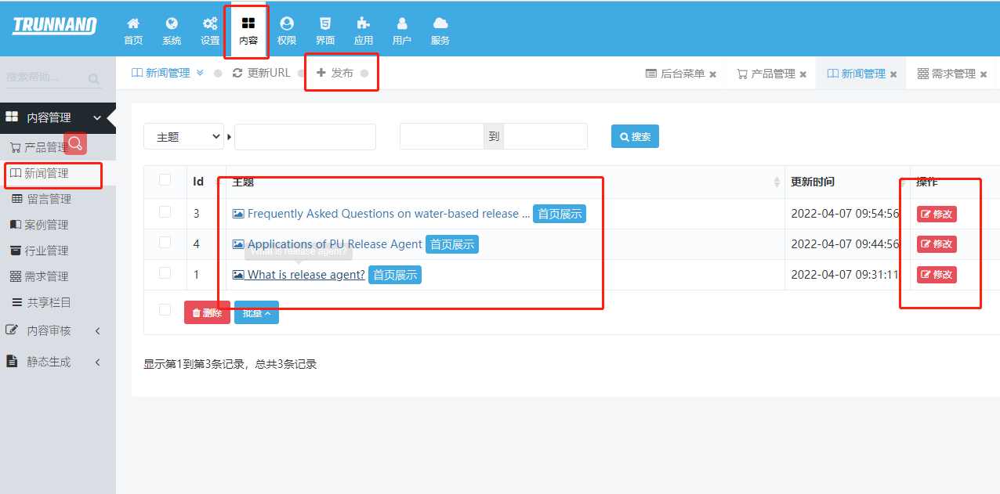 TRUNNANO
首页 系统 设置 内容 权限 界面 应用 用户 服务
搜索帮助...
新闻管理 更新URL 发布 后台菜单 产品管理 新闻管理 需求管理
内容管理
产品管理
新闻管理
留言管理
案例管理
行业管理
需求管理
共享栏目
内容审核
静态生成
主题 到 搜索
Id 主题 更新时间 操作
3 Frequently Asked Questions on water-based release ... 首页展示 2022-04-07 09:54:56 修改
4 Applications of PU Release Agent 首页展示 2022-04-07 09:44:56 修改
What is release agent?
1 What is release agent? 首页展示 2022-04-07 09:31:11 修改
删除 批量
显示第1到第3条记录，总共3条记录